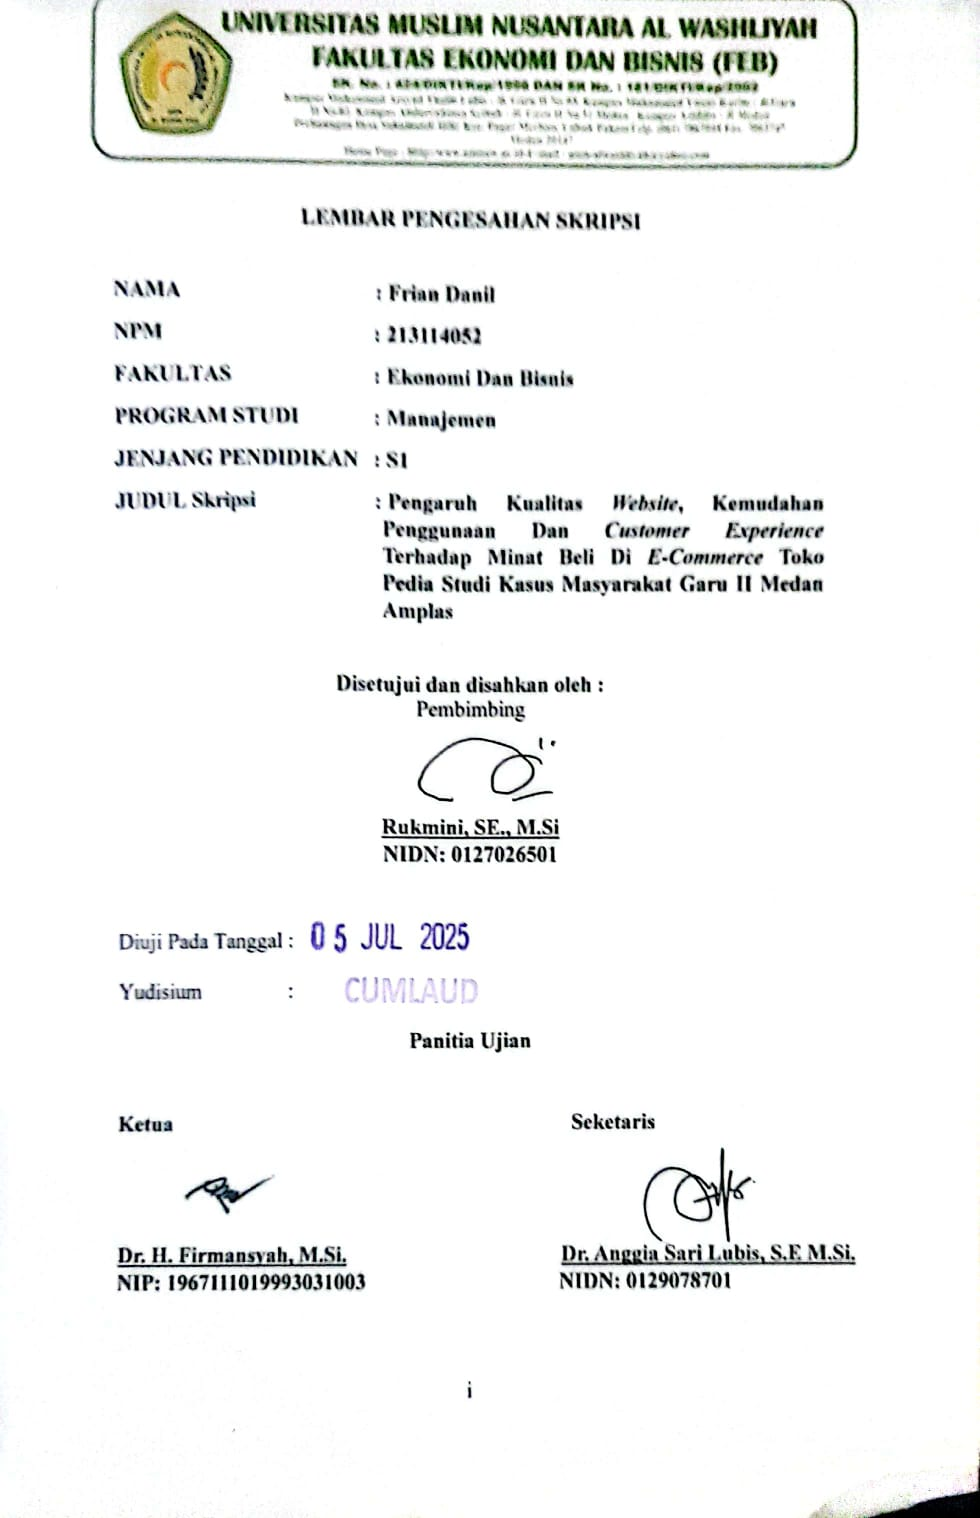 UNIVERSITAS MUSLIM NUSANTARA AL WASHLIYAH
FAKULTAS EKONOMI DAN BISNIS (FEB)
LEMBAR PENGESAHAN SKRIPSI
NAMA : Frian Danil
NPM : 213114052
FAKULTAS : Ekonomi Dan Bisnis
PROGRAM STUDI : Manajemen
JENJANG PENDIDIKAN : S1
JUDUL Skripsi : Pengaruh Kualitas Website, Kemudahan
Penggunaan Dan Customer Experience
Terhadap Minat Beli Di E-Commerce Toko
Pedia Studi Kasus Masyarakat Garu II Medan
Amplas
Disetujui dan disahkan oleh :
Pembimbing
Rukmini, SE., M.Si
NIDN: 0127026501
Diuji Pada Tanggal : 05 JUL 2025
Yudisium : CUMLAUD
Panitia Ujian
Ketua Seketaris
Dr. H. Firmansyah, M.Si. Dr. Anggia Sari Lubis, S.E M.Si.
NIP: 1967111019993031003 NIDN: 0129078701
i